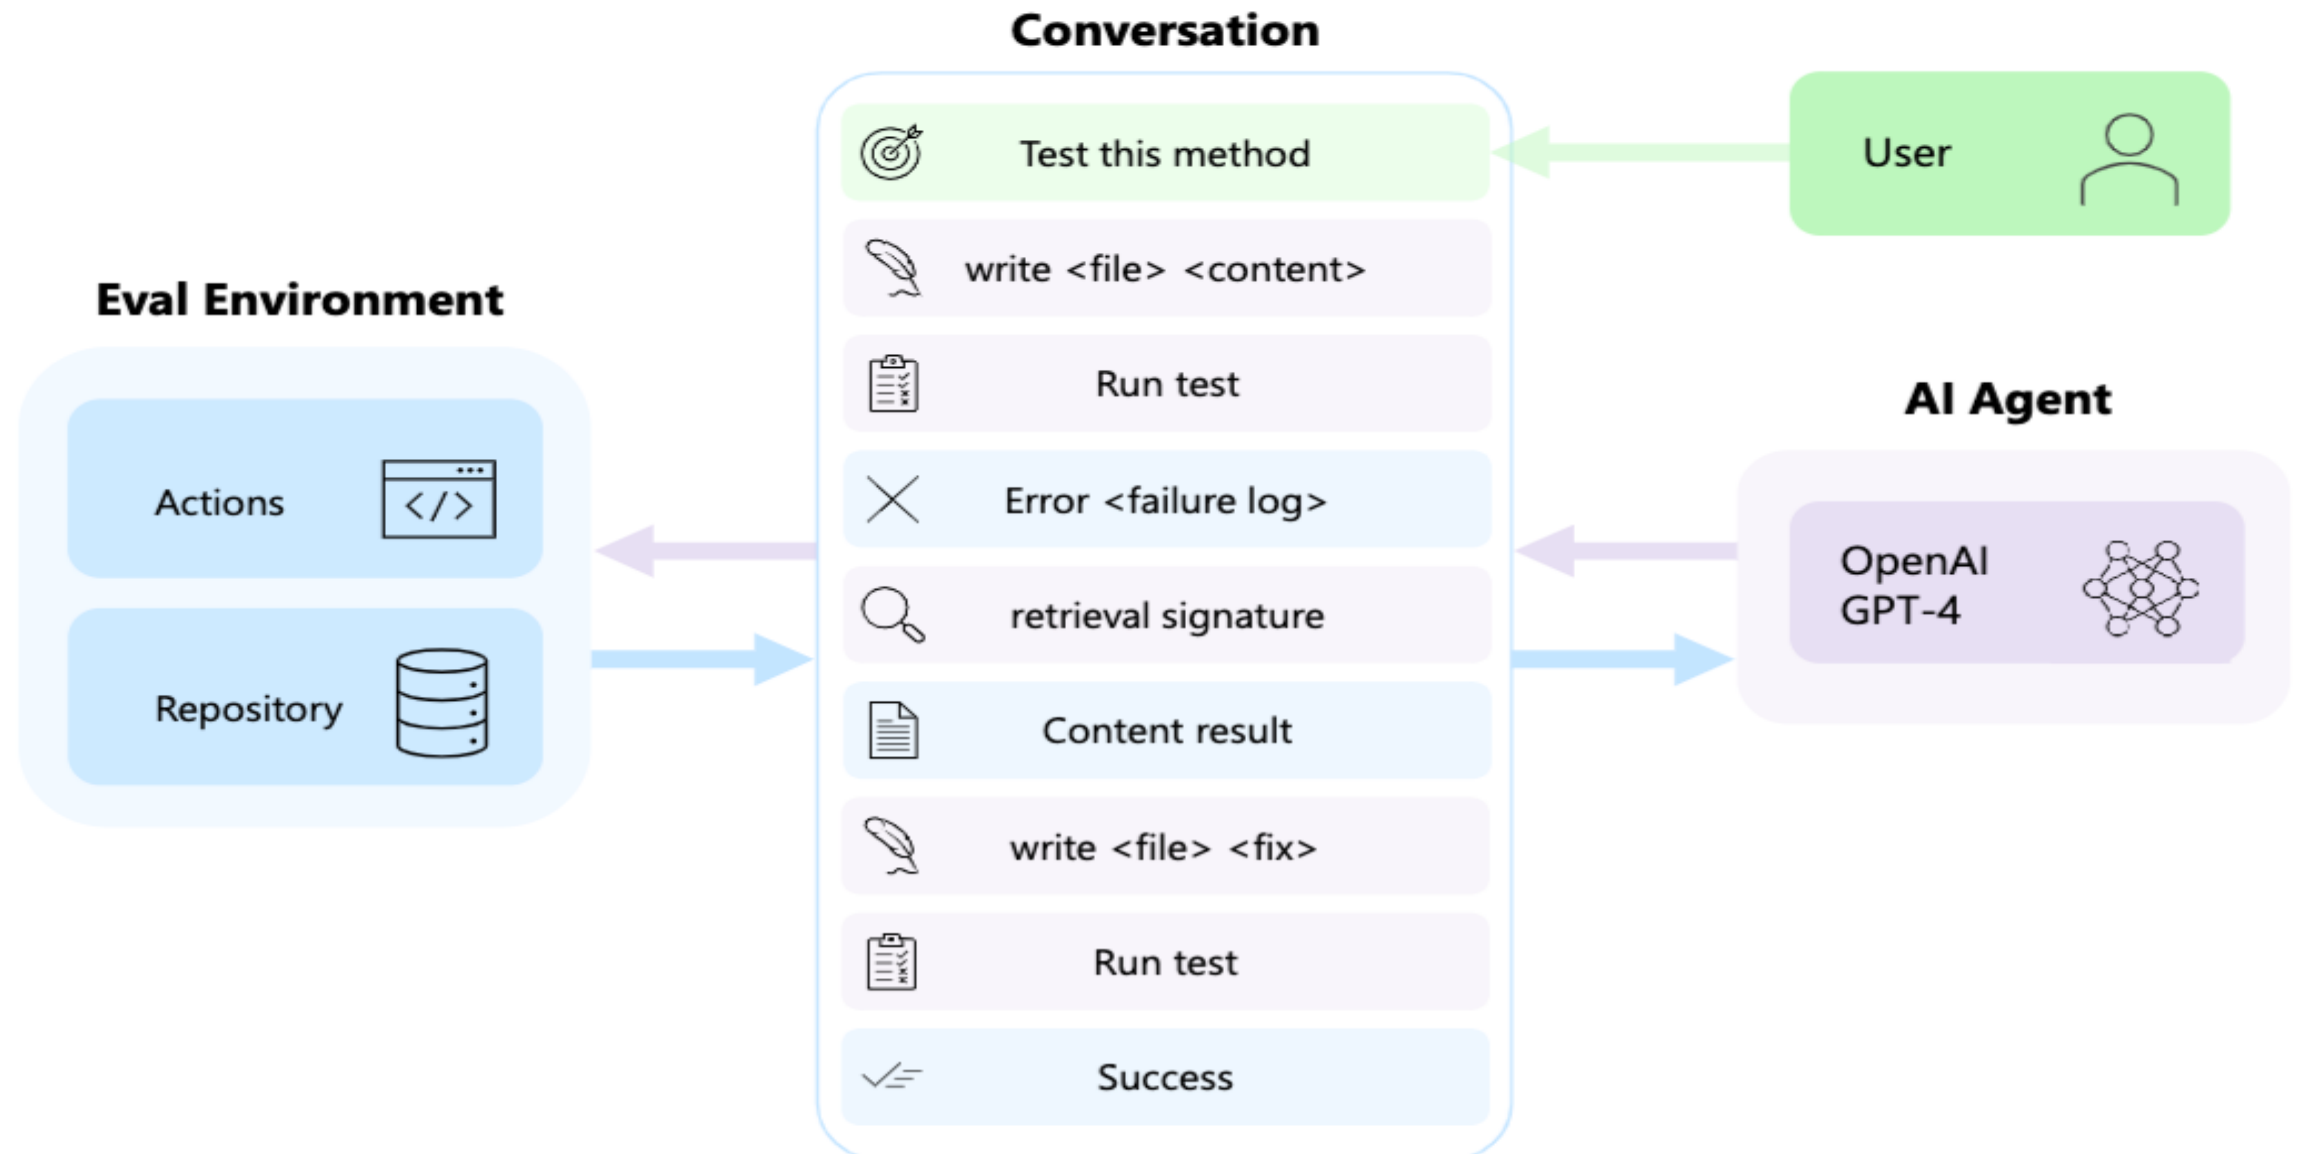 Conversation
Test this method
write <file> <content>
Run test
Error <failure log>
retrieval signature
Content result
write <file> <fix>
Run test
Success
User
Eval Environment
Actions
</>
Repository
AI Agent
OpenAI
GPT-4